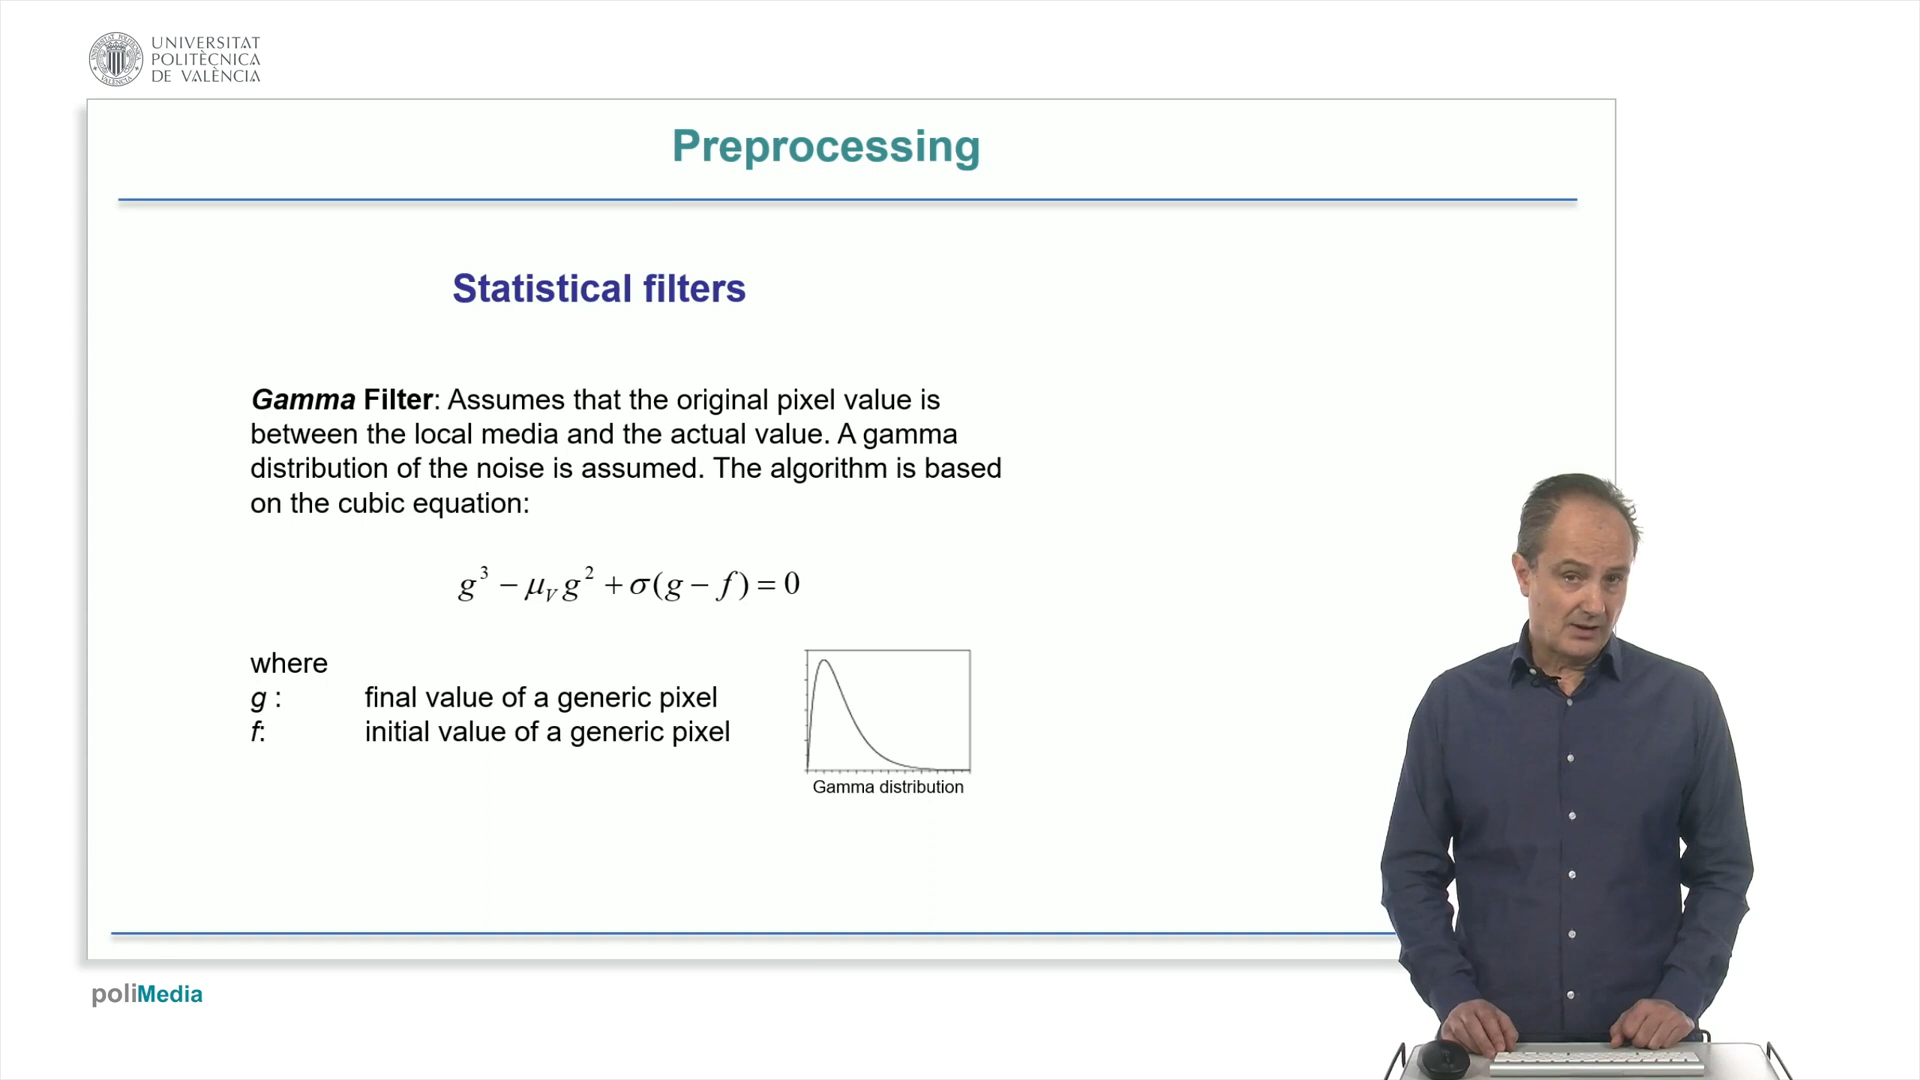 UNIVERSITAT
POLITÈCNICA
DE VALÈNCIA
Preprocessing
Statistical filters
Gamma Filter: Assumes that the original pixel value is
between the local media and the actual value. A gamma
distribution of the noise is assumed. The algorithm is based
on the cubic equation:
g³ − μ_V g² + σ(g − f) = 0
where
g : final value of a generic pixel
f: initial value of a generic pixel
Gamma distribution
poliMedia